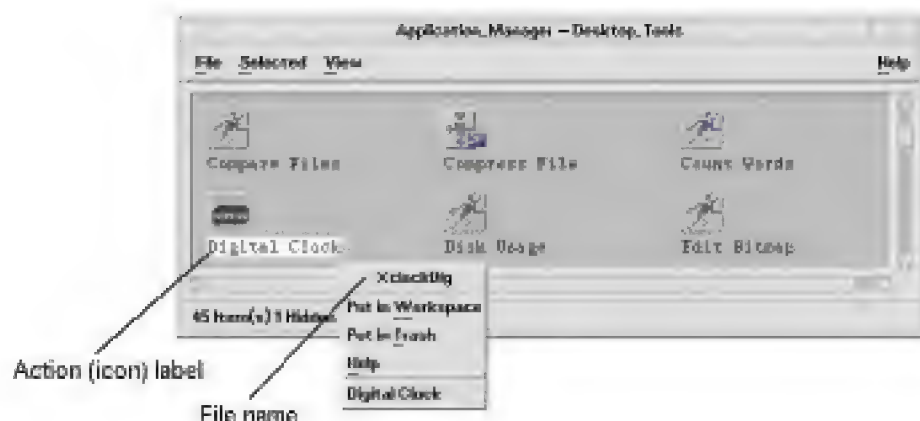 Application_Manager – Desktop_Tools
File Selected View Help
Compare Files Compress File Count Words
Digital Clock Disk Usage Edit Bitmap
XclockDig
Put in Workspace
45 Item(s) 1 Hidden
Put in Trash
Help
Digital Clock
Action (icon) label
File name